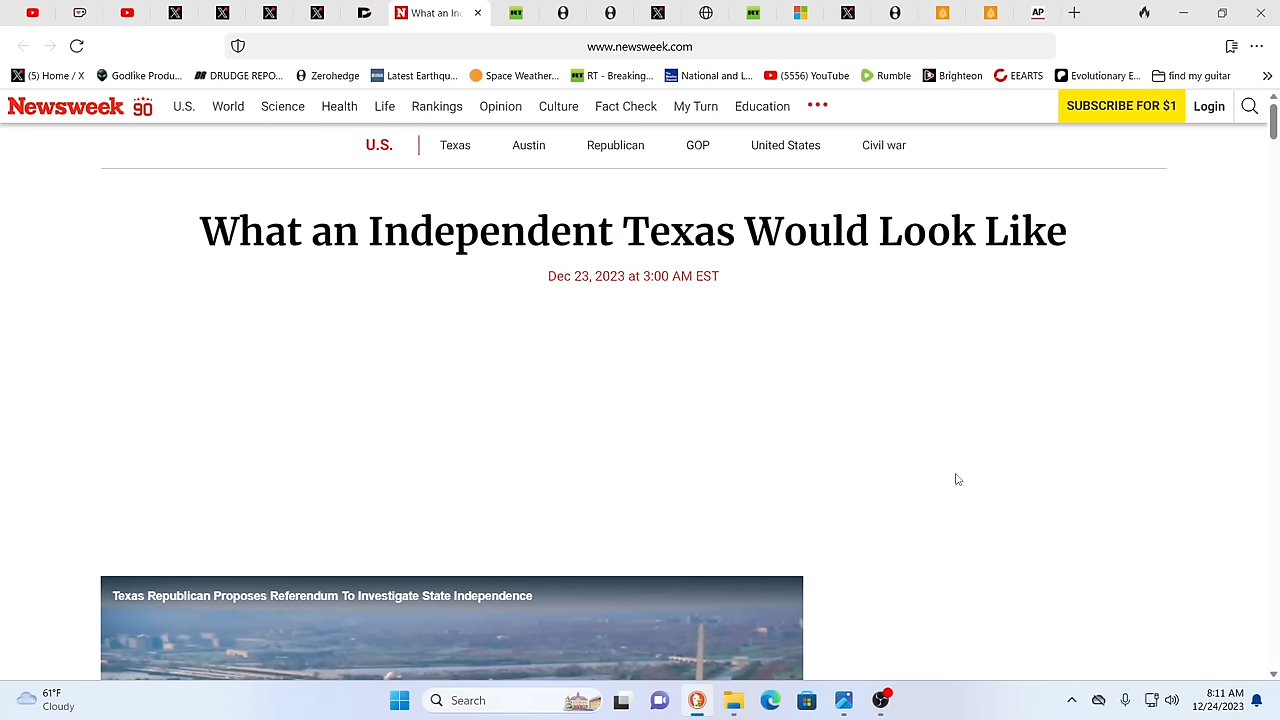 What an In
AP
www.newsweek.com
(5) Home / X
Godlike Produ...
DRUDGE REPO...
Zerohedge
Latest Earthqu...
Space Weather...
RT - Breaking...
National and L...
(5556) YouTube
Rumble
Brighteon
EEARTS
Evolutionary E...
find my guitar
Newsweek 90
U.S.
World
Science
Health
Life
Rankings
Opinion
Culture
Fact Check
My Turn
Education
SUBSCRIBE FOR $1
Login
U.S.
Texas
Austin
Republican
GOP
United States
Civil war
What an Independent Texas Would Look Like
Dec 23, 2023 at 3:00 AM EST
Texas Republican Proposes Referendum To Investigate State Independence
61°F
Cloudy
Search
8:11 AM
12/24/2023